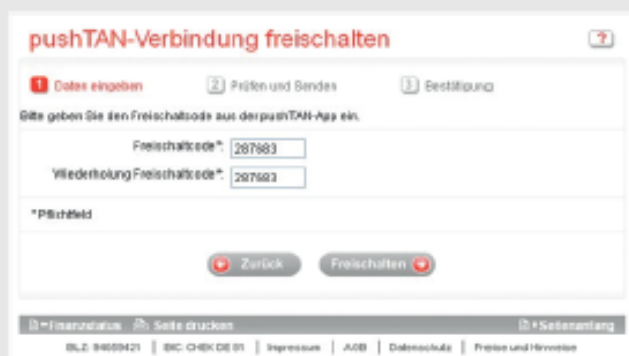 pushTAN-Verbindung freischalten
?
1 Daten eingeben 2 Prüfen und Senden 3 Bestätigung
Bitte geben Sie den Freischaltcode aus der pushTAN-App ein.
Freischaltcode*: 287683
Wiederholung Freischaltcode*: 287683
*Pflichtfeld
Zurück Freischalten
=Finanzstatus Seite drucken Seitenanfang
BLZ: | BIC: | Impressum | AGB | Datenschutz | Preise und Hinweise